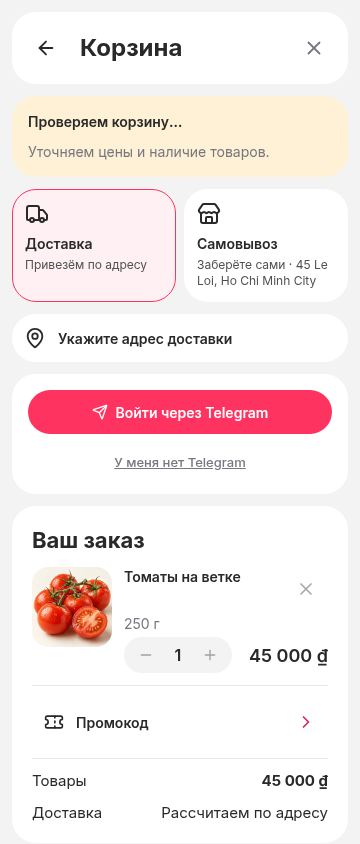 Корзина
Проверяем корзину...
Уточняем цены и наличие товаров.
Доставка
Привезём по адресу
Самовывоз
Заберёте сами · 45 Le
Loi, Ho Chi Minh City
Укажите адрес доставки
Войти через Telegram
У меня нет Telegram
Ваш заказ
Томаты на ветке
250 г
1
45 000 ₫
Промокод
Товары 45 000 ₫
Доставка Рассчитаем по адресу